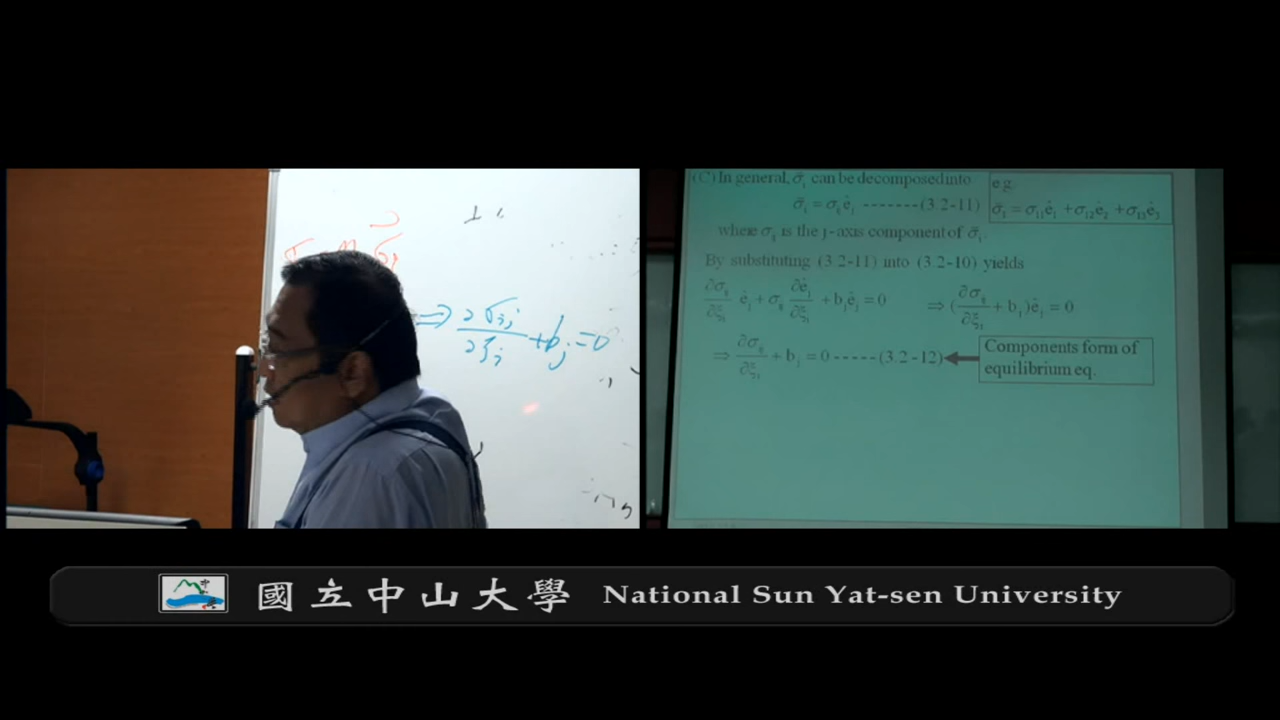 ∂σij/∂ξj + bj = 0
(C) In general, σ̄i can be decomposed into
σ̄i = σij êj -------(3.2-11)
e.g.
σ̄1 = σ11ê1 + σ12ê2 + σ13ê3
where σij is the j-axis component of σ̄i.
By substituting (3.2-11) into (3.2-10) yields
∂σij/∂ξi êj + σij ∂êj/∂ξi + bjêj = 0 ⇒ (∂σij/∂ξi + bj)êj = 0
⇒ ∂σij/∂ξi + bj = 0 -----(3.2-12)
Components form of
equilibrium eq.
國立中山大學 National Sun Yat-sen University